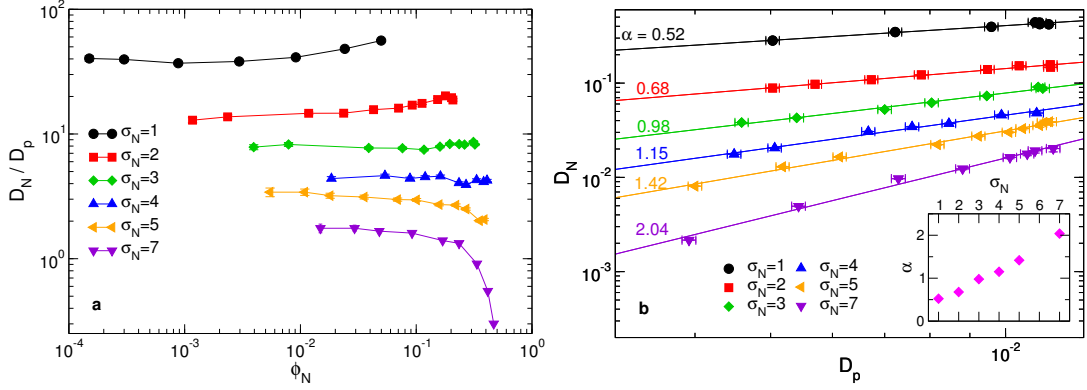 10^2
10^1
10^0
D_N / D_p
σ_N=1
σ_N=2
σ_N=3
σ_N=4
σ_N=5
σ_N=7
a
10^-4
10^-3
10^-2
10^-1
10^0
ϕ_N
D_N
10^-1
10^-2
10^-3
α = 0.52
0.68
0.98
1.15
1.42
2.04
σ_N=1
σ_N=4
σ_N=2
σ_N=5
σ_N=3
σ_N=7
b
σ_N
1 2 3 4 5 7
α
2
1
0
10^-2
D_p